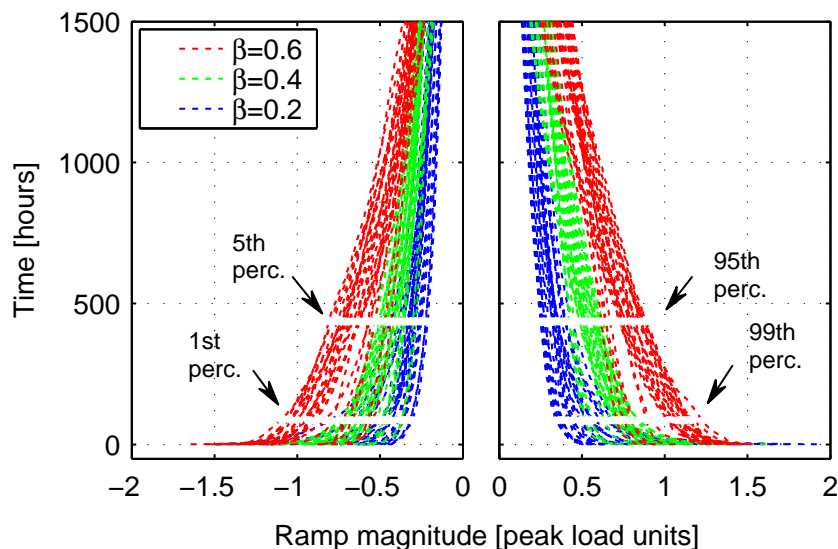 1500
1000
500
0
Time [hours]
β=0.6
β=0.4
β=0.2
5th
perc.
1st
perc.
95th
perc.
99th
perc.
−2
−1.5
−1
−0.5
0
0
0.5
1
1.5
2
Ramp magnitude [peak load units]